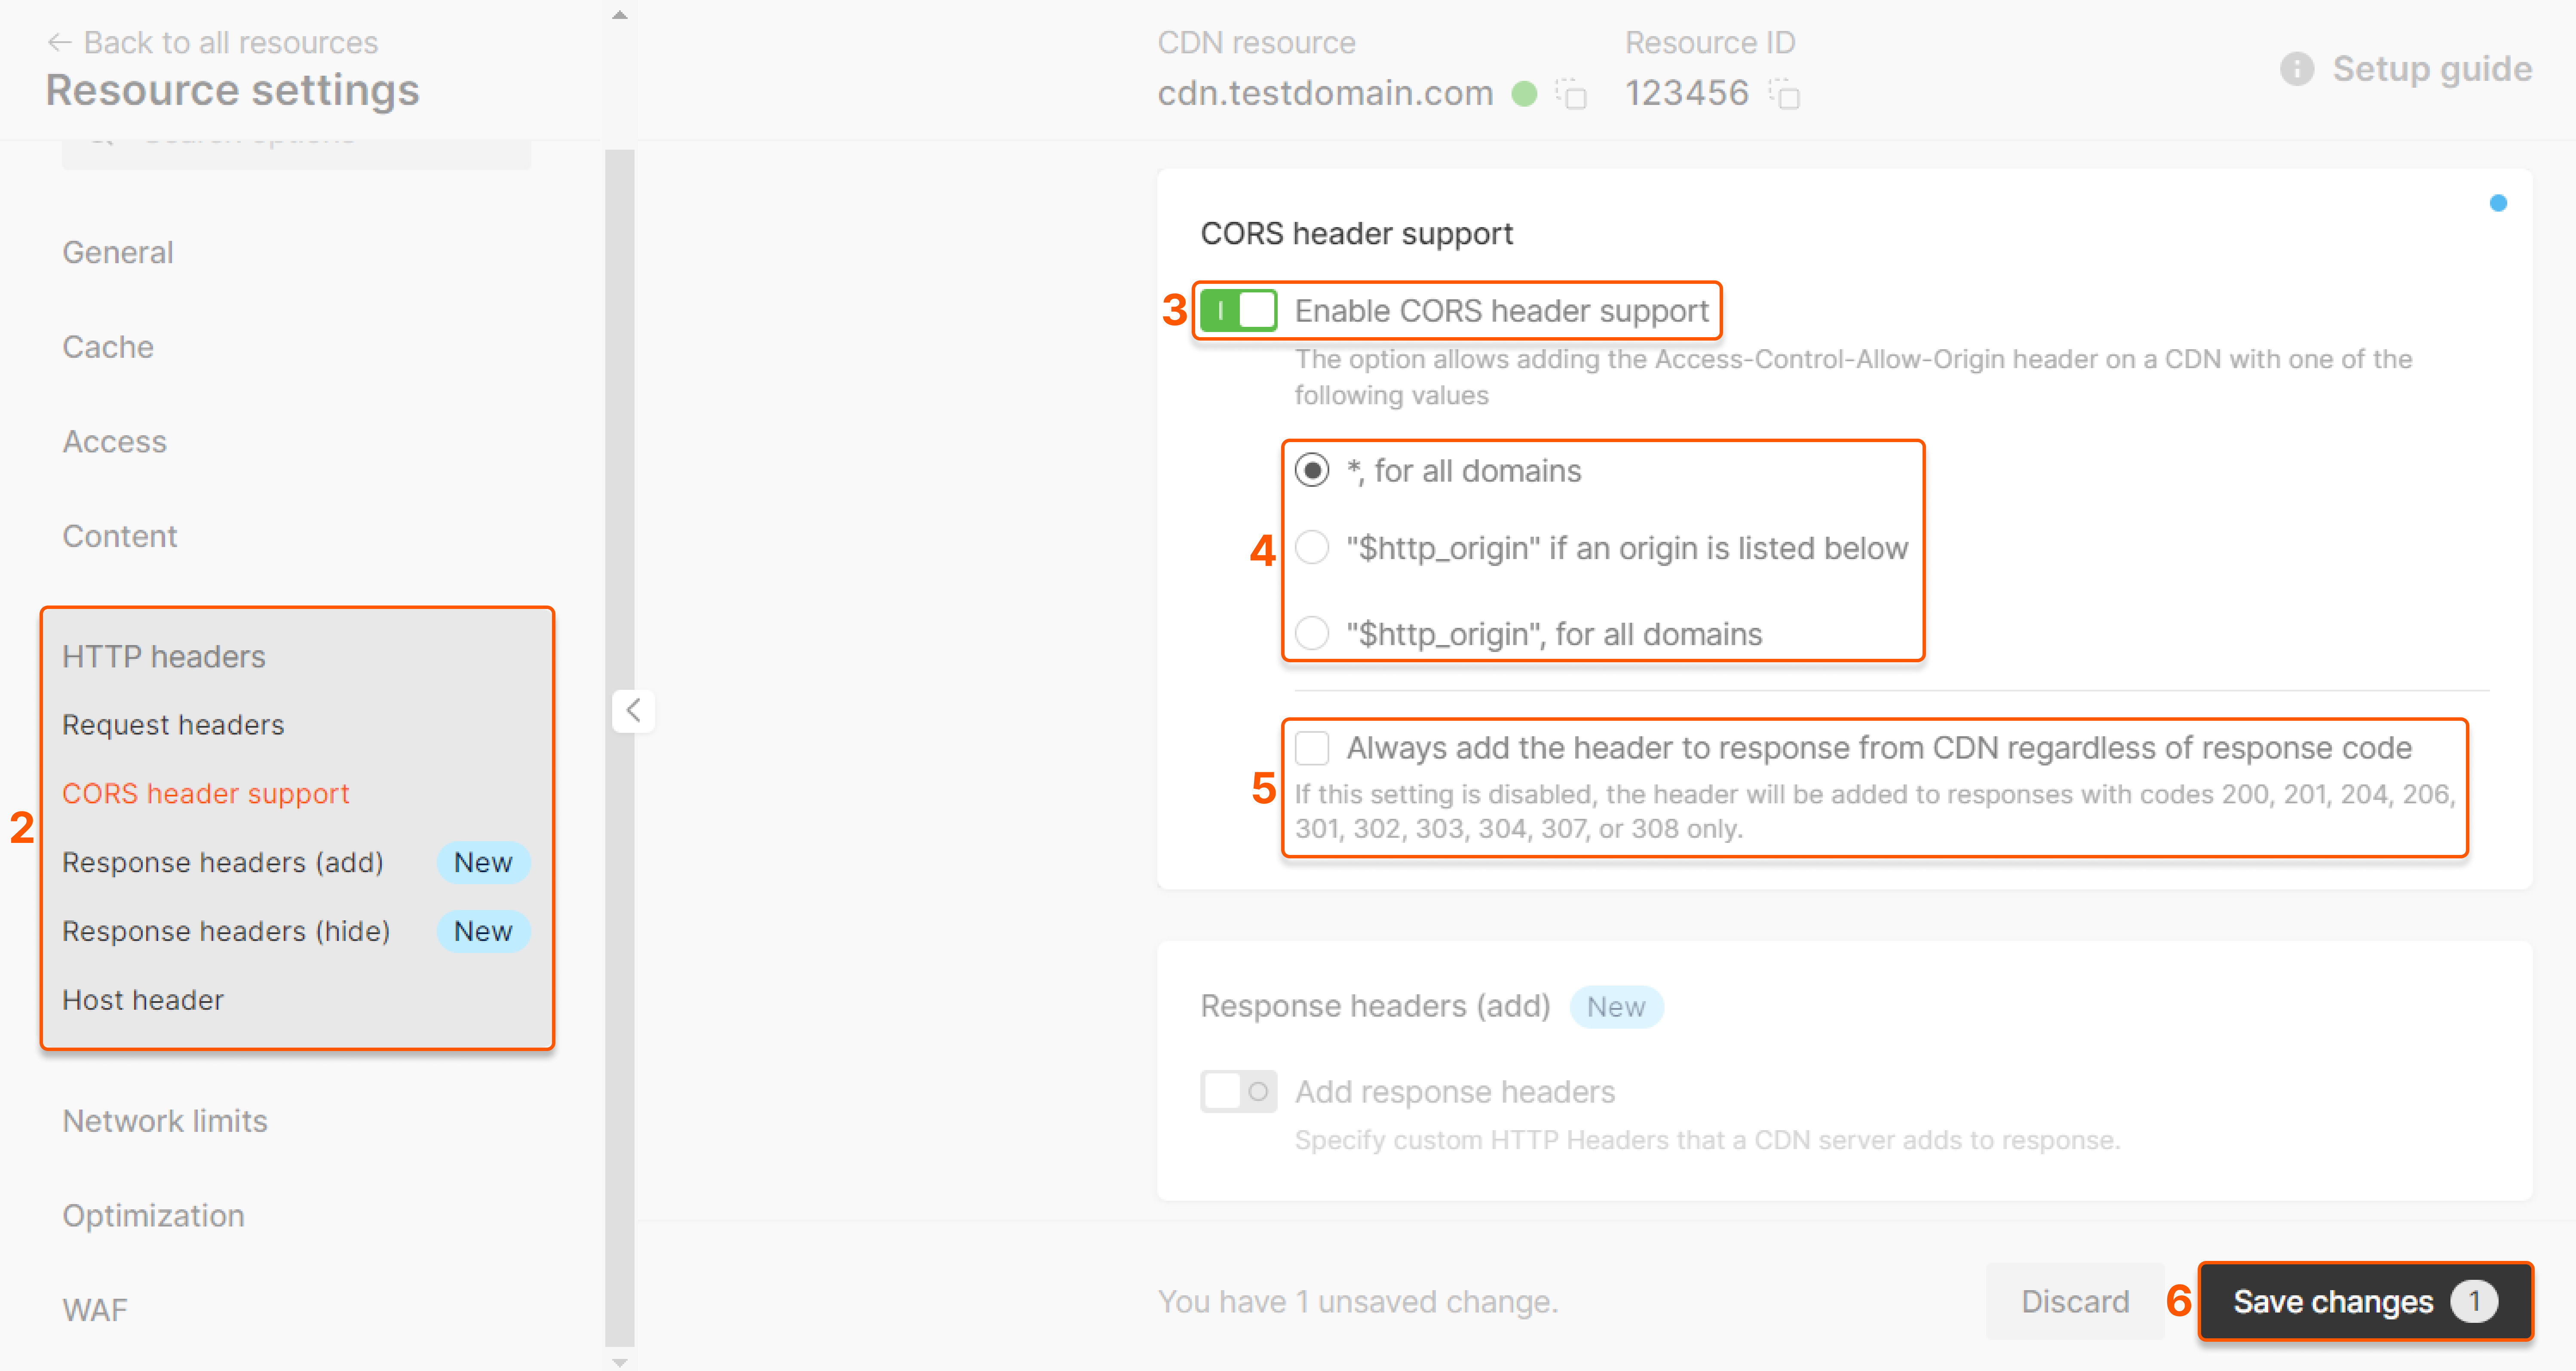 Back to all resources
Resource settings
CDN resource
cdn.testdomain.com
Resource ID
123456
Setup guide
General
Cache
Access
Content
2
HTTP headers
Request headers
CORS header support
Response headers (add) New
Response headers (hide) New
Host header
Network limits
Optimization
WAF
CORS header support
3 Enable CORS header support
The option allows adding the Access-Control-Allow-Origin header on a CDN with one of the
following values
*, for all domains
4 "$http_origin" if an origin is listed below
"$http_origin", for all domains
Always add the header to response from CDN regardless of response code
5 If this setting is disabled, the header will be added to responses with codes 200, 201, 204, 206,
301, 302, 303, 304, 307, or 308 only.
Response headers (add) New
Add response headers
Specify custom HTTP Headers that a CDN server adds to response.
You have 1 unsaved change.
Discard
6 Save changes 1